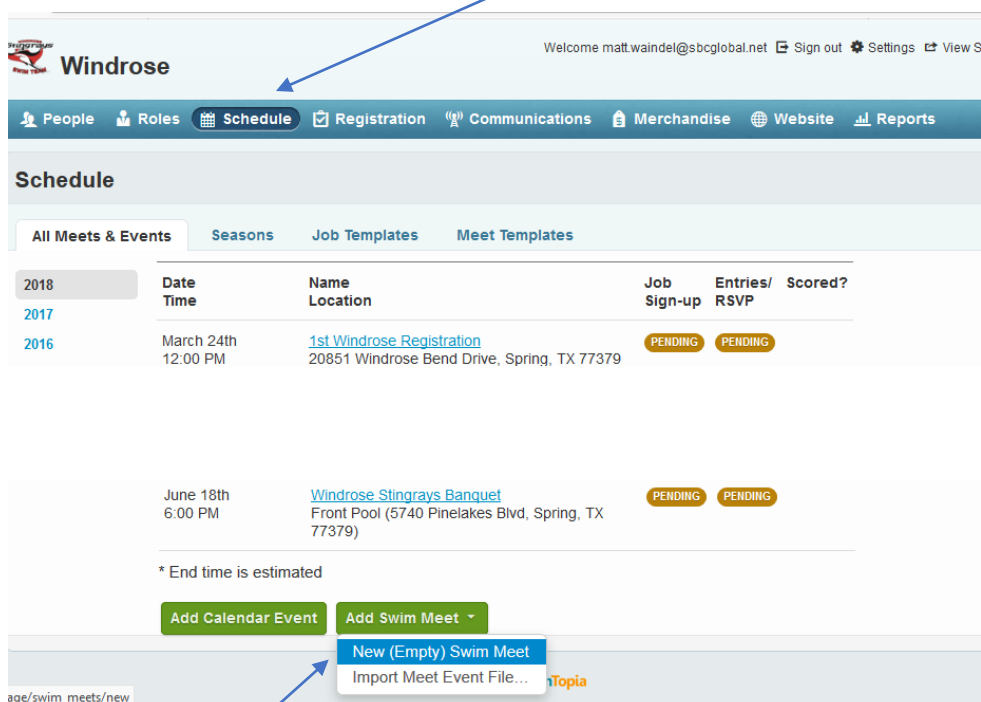 Stingrays
SWIM TEAM
Windrose
Welcome matt.waindel@sbcglobal.net Sign out Settings View S
People Roles Schedule Registration Communications Merchandise Website Reports
Schedule
All Meets & Events Seasons Job Templates Meet Templates
2018
2017
2016
Date Name Job Entries/ Scored?
Time Location Sign-up RSVP
March 24th 1st Windrose Registration PENDING PENDING
12:00 PM 20851 Windrose Bend Drive, Spring, TX 77379
June 18th Windrose Stingrays Banquet PENDING PENDING
6:00 PM Front Pool (5740 Pinelakes Blvd, Spring, TX
77379)
* End time is estimated
Add Calendar Event Add Swim Meet
New (Empty) Swim Meet
Import Meet Event File...
nTopia
age/swim_meets/new